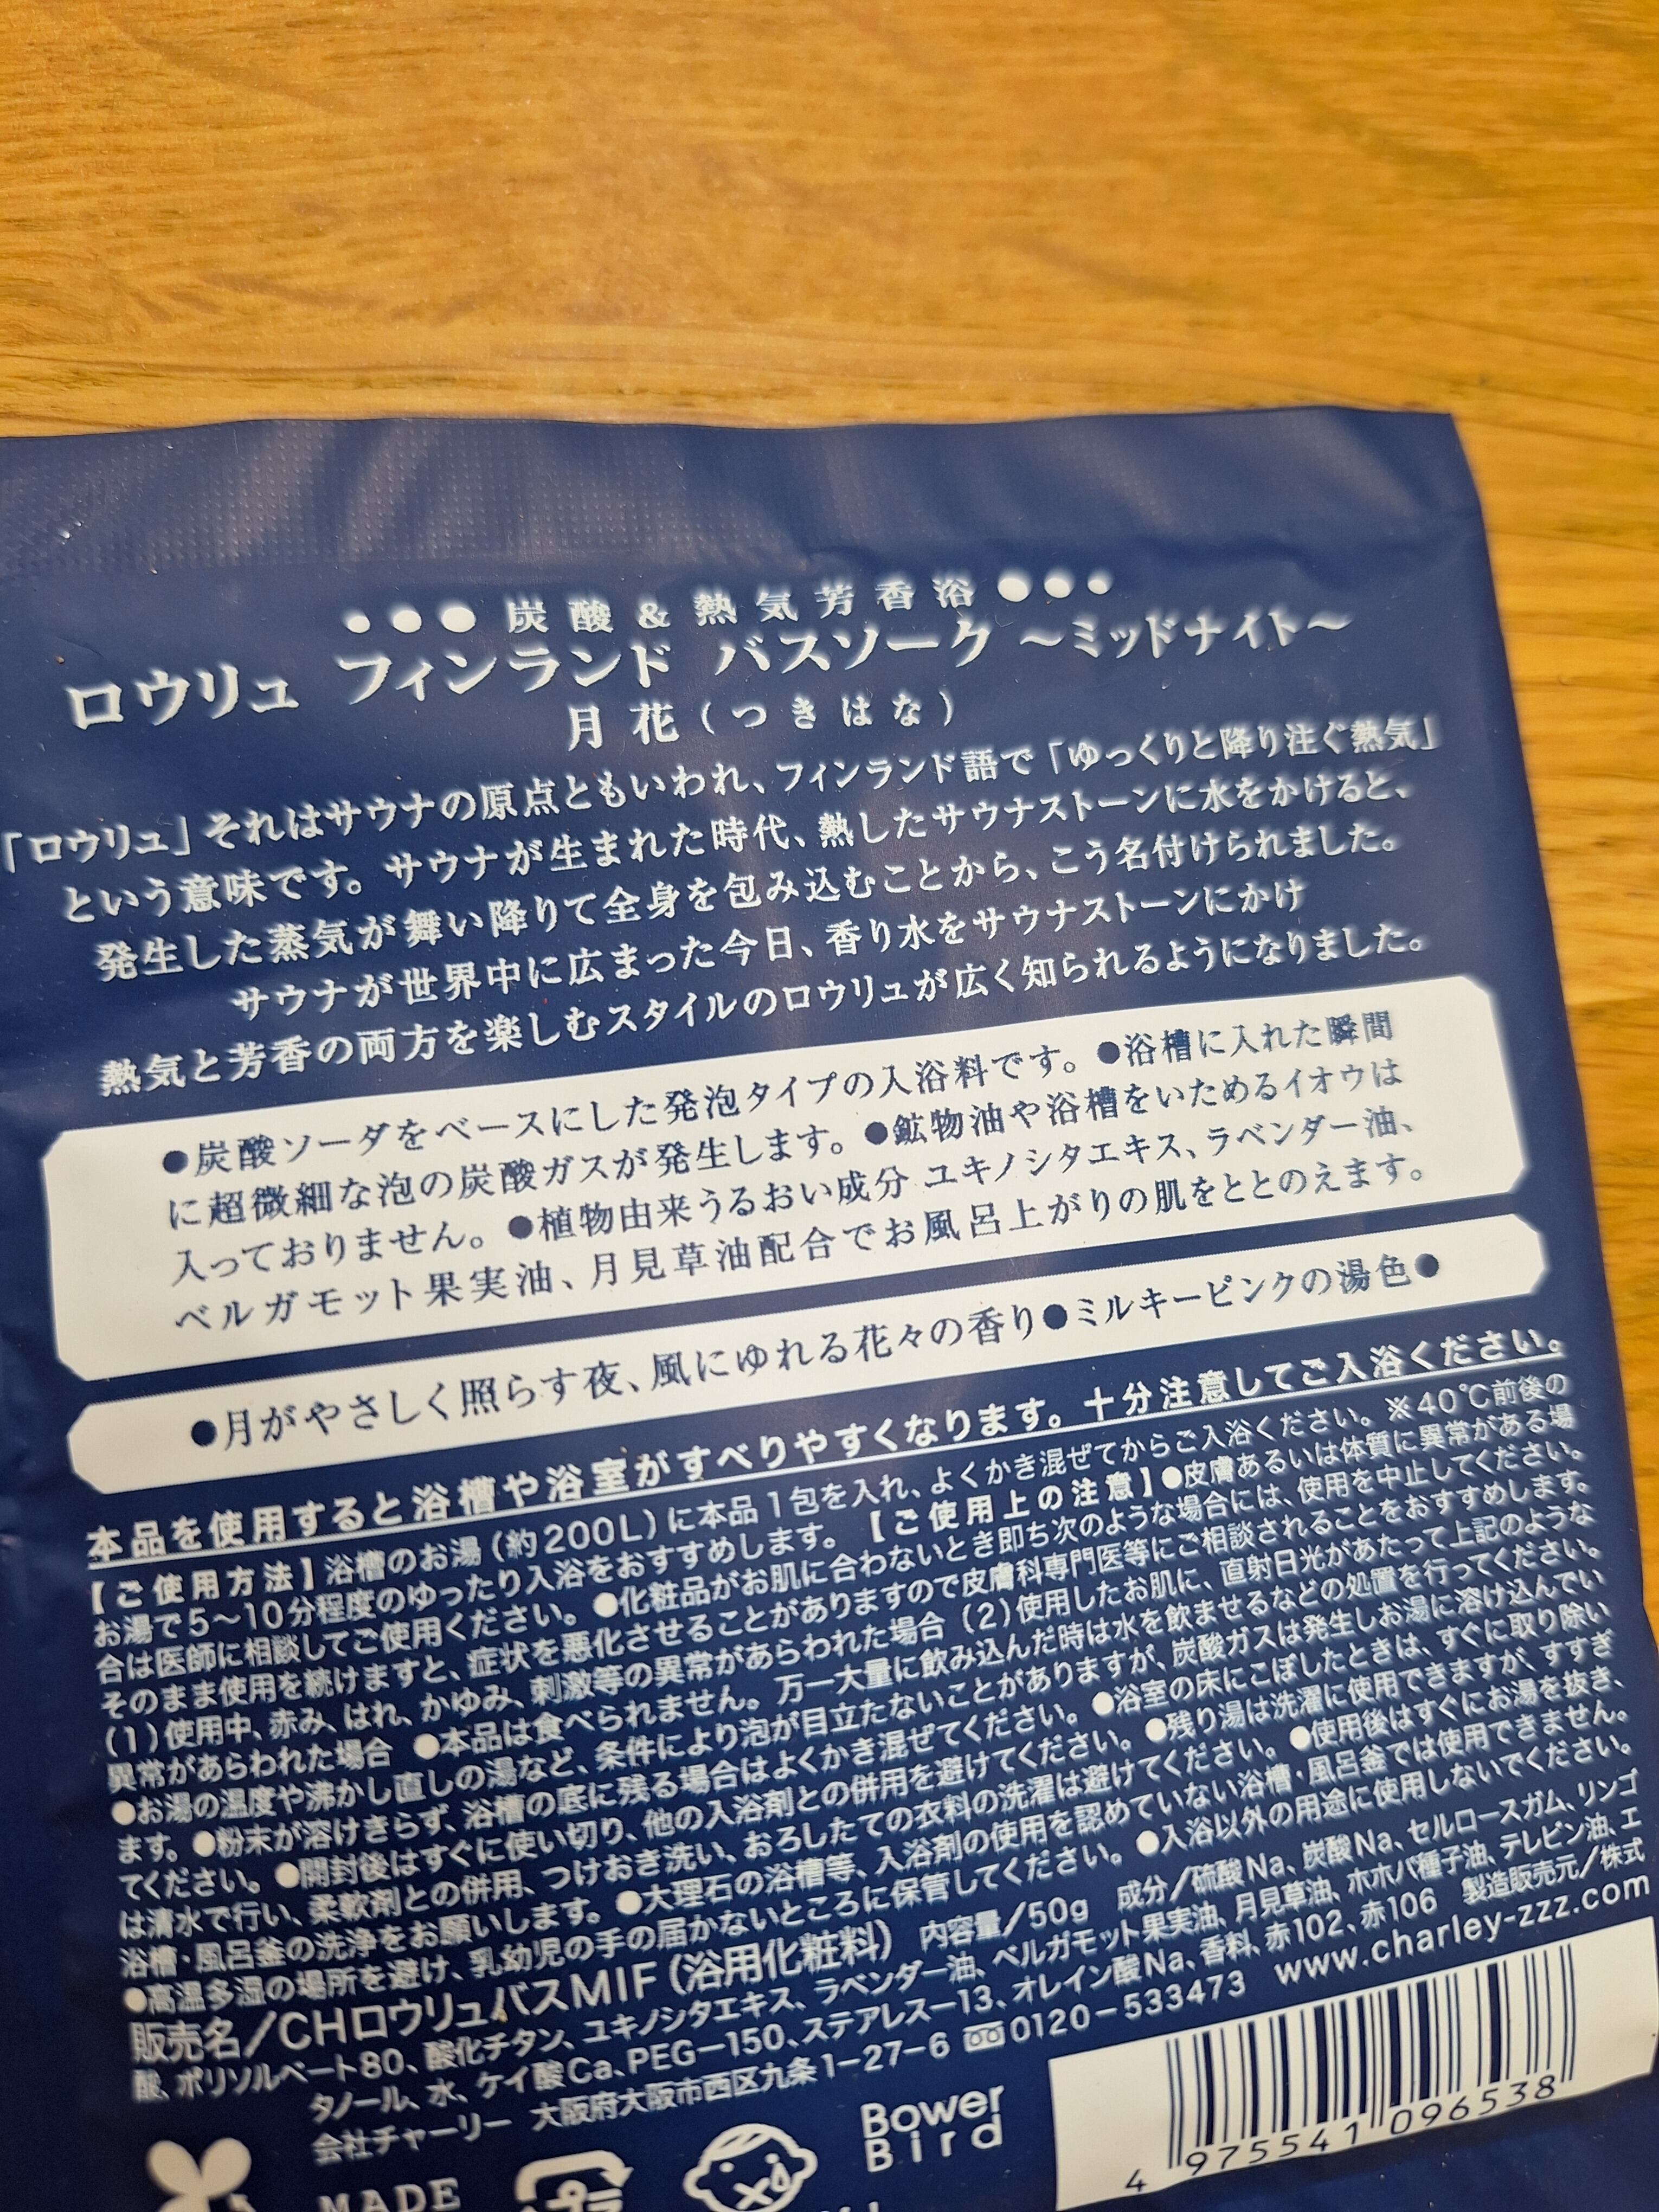 ●●● 炭酸&熱気芳香浴 ●●●
ロウリュ フィンランド バスソーク ～ミッドナイト～
月花(つきはな)
「ロウリュ」それはサウナの原点ともいわれ、フィンランド語で「ゆっくりと降り注ぐ熱気」
という意味です。サウナが生まれた時代、熱したサウナストーンに水をかけると、
発生した蒸気が舞い降りて全身を包み込むことから、こう名付けられました。
サウナが世界中に広まった今日、香り水をサウナストーンにかけ
熱気と芳香の両方を楽しむスタイルのロウリュが広く知られるようになりました。
●炭酸ソーダをベースにした発泡タイプの入浴料です。●浴槽に入れた瞬間
に超微細な泡の炭酸ガスが発生します。●鉱物油や浴槽をいためるイオウは
入っておりません。●植物由来うるおい成分 ユキノシタエキス、ラベンダー油、
ベルガモット果実油、月見草油配合でお風呂上がりの肌をととのえます。
●月がやさしく照らす夜、風にゆれる花々の香り●ミルキーピンクの湯色●
本品を使用すると浴槽や浴室がすべりやすくなります。十分注意してご入浴ください。
【ご使用方法】浴槽のお湯(約200L)に本品1包を入れ、よくかき混ぜてからご入浴ください。※40℃前後の
お湯で5～10分程度のゆったり入浴をおすすめします。【ご使用上の注意】●皮膚あるいは体質に異常がある場
合は医師に相談してご使用ください。●化粧品がお肌に合わないとき即ち次のような場合には、使用を中止してください。
そのまま使用を続けますと、症状を悪化させることがありますので皮膚科専門医等にご相談されることをおすすめします。
(1)使用中、赤み、はれ、かゆみ、刺激等の異常があらわれた場合 (2)使用したお肌に、直射日光があたって上記のような
異常があらわれた場合 ●本品は食べられません。万一大量に飲み込んだ時は水を飲ませるなどの処置を行ってください。
●お湯の温度や沸かし直しの湯など、条件により泡が目立たないことがありますが、炭酸ガスは発生しお湯に溶け込んでい
ます。●粉末が溶けきらず、浴槽の底に残る場合はよくかき混ぜてください。●浴室の床にこぼしたときは、すぐに取り除い
てください。●開封後はすぐに使い切り、他の入浴剤との併用を避けてください。●残り湯は洗濯に使用できますが、すすぎ
は清水で行い、柔軟剤との併用、つけおき洗い、おろしたての衣料の洗濯は避けてください。●使用後はすぐにお湯を抜き、
浴槽・風呂釜の洗浄をお願いします。●大理石の浴槽等、入浴剤の使用を認めていない浴槽・風呂釜では使用できません。
●高温多湿の場所を避け、乳幼児の手の届かないところに保管してください。●入浴以外の用途に使用しないでください。
販売名/CHロウリュバスMIF(浴用化粧料) 内容量/50g 成分/硫酸Na、炭酸Na、セルロースガム、リンゴ
酸、ポリソルベート80、酸化チタン、ユキノシタエキス、ラベンダー油、ベルガモット果実油、月見草油、ホホバ種子油、テレビン油、エ
タノール、水、ケイ酸Ca、PEG-150、ステアレス-13、オレイン酸Na、香料、赤102、赤106 製造販売元/株式
会社チャーリー 大阪府大阪市西区九条1-27-6 0120-533473 www.charley-zzz.com
Bower
Bird
MADE
4 975541 096538